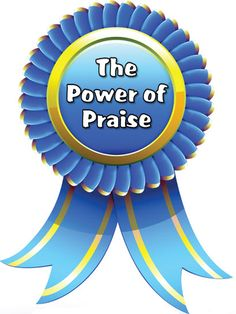 The
Power of
Praise